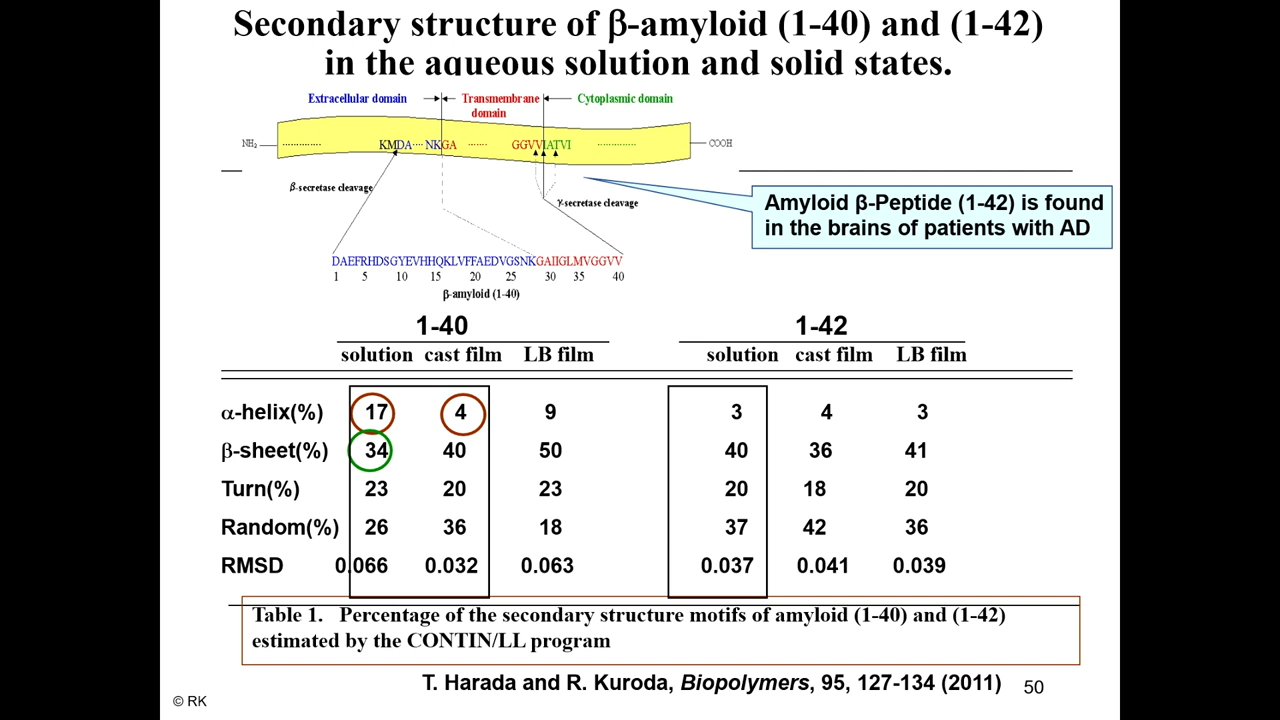 Secondary structure of β-amyloid (1-40) and (1-42)
in the aqueous solution and solid states.
Extracellular domain Transmembrane domain Cytoplasmic domain
NH₂ KMDA NKGA GGVVIATVI COOH
β-secretase cleavage
γ-secretase cleavage
Amyloid β-Peptide (1-42) is found
in the brains of patients with AD
DAEFRHDSGYEVHHQKLVFFAEDVGSNKGAIIGLMVGGVV
1 5 10 15 20 25 30 35 40
β-amyloid (1-40)
1-40 1-42
solution cast film LB film solution cast film LB film
α-helix(%) 17 4 9 3 4 3
β-sheet(%) 34 40 50 40 36 41
Turn(%) 23 20 23 20 18 20
Random(%) 26 36 18 37 42 36
RMSD 0.066 0.032 0.063 0.037 0.041 0.039
Table 1. Percentage of the secondary structure motifs of amyloid (1-40) and (1-42)
estimated by the CONTIN/LL program
T. Harada and R. Kuroda, Biopolymers, 95, 127-134 (2011)
50
© RK